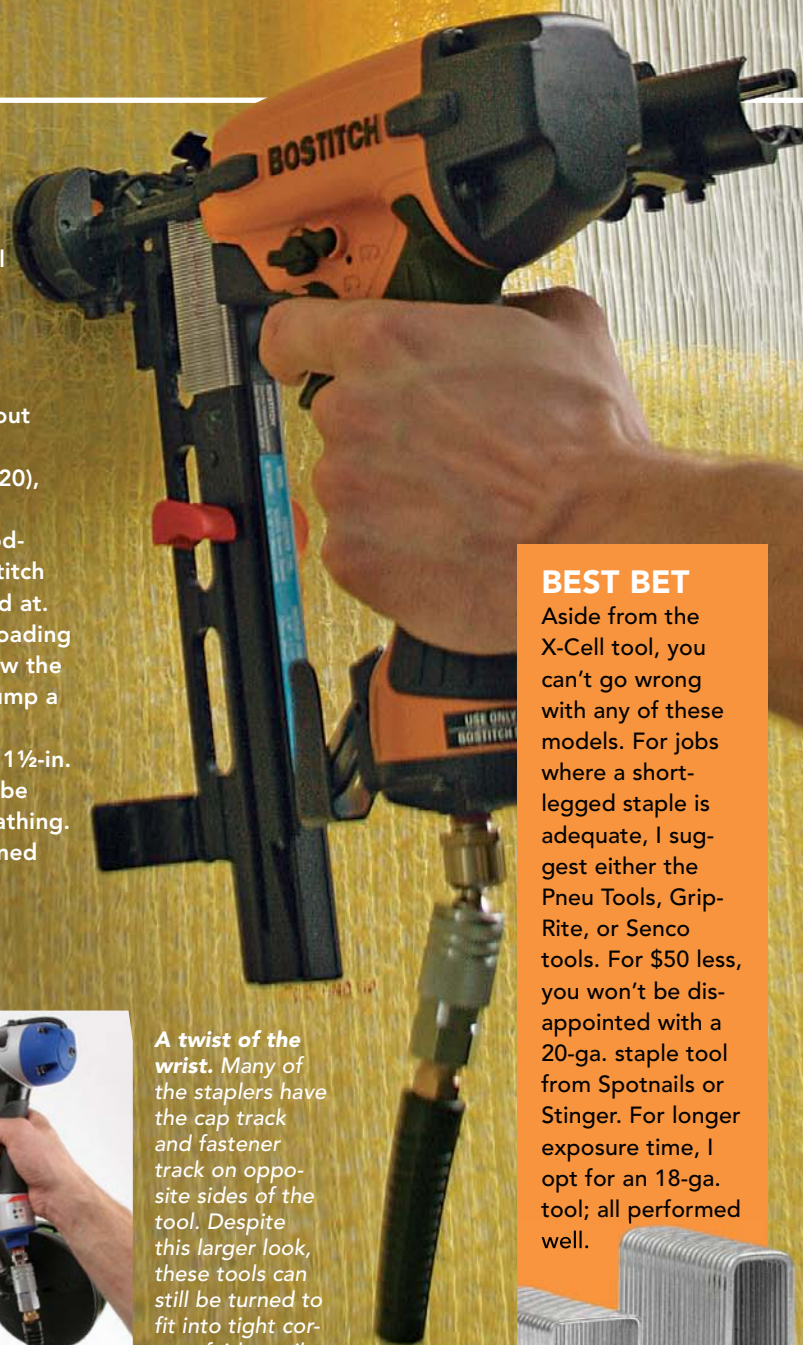 BOSTITCH
out
20),
titch
d at.
oading
w the
ump a
1½-in.
be
athing.
USE ONLY
BOSTITCH
BEST BET
Aside from the
X-Cell tool, you
can't go wrong
with any of these
models. For jobs
where a short-
legged staple is
adequate, I sug-
gest either the
Pneu Tools, Grip-
Rite, or Senco
tools. For $50 less,
you won't be dis-
appointed with a
20-ga. staple tool
from Spotnails or
Stinger. For longer
exposure time, I
opt for an 18-ga.
tool; all performed
well.
A twist of the
wrist. Many of
the staplers have
the cap track
and fastener
track on oppo-
site sides of the
tool. Despite
this larger look,
these tools can
still be turned to
fit into tight cor-